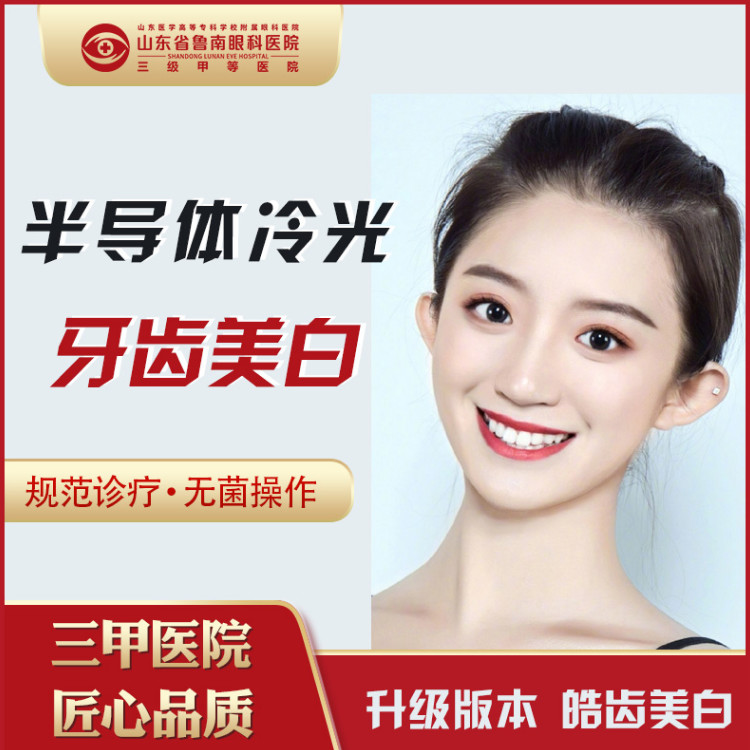 山东医学高等专科学校附属眼科医院
山东省鲁南眼科医院
SHANDONG LUNAN EYE HOSPITAL
三级甲等医院
半导体冷光
牙齿美白
规范诊疗·无菌操作
三甲医院
匠心品质
升级版本 皓齿美白